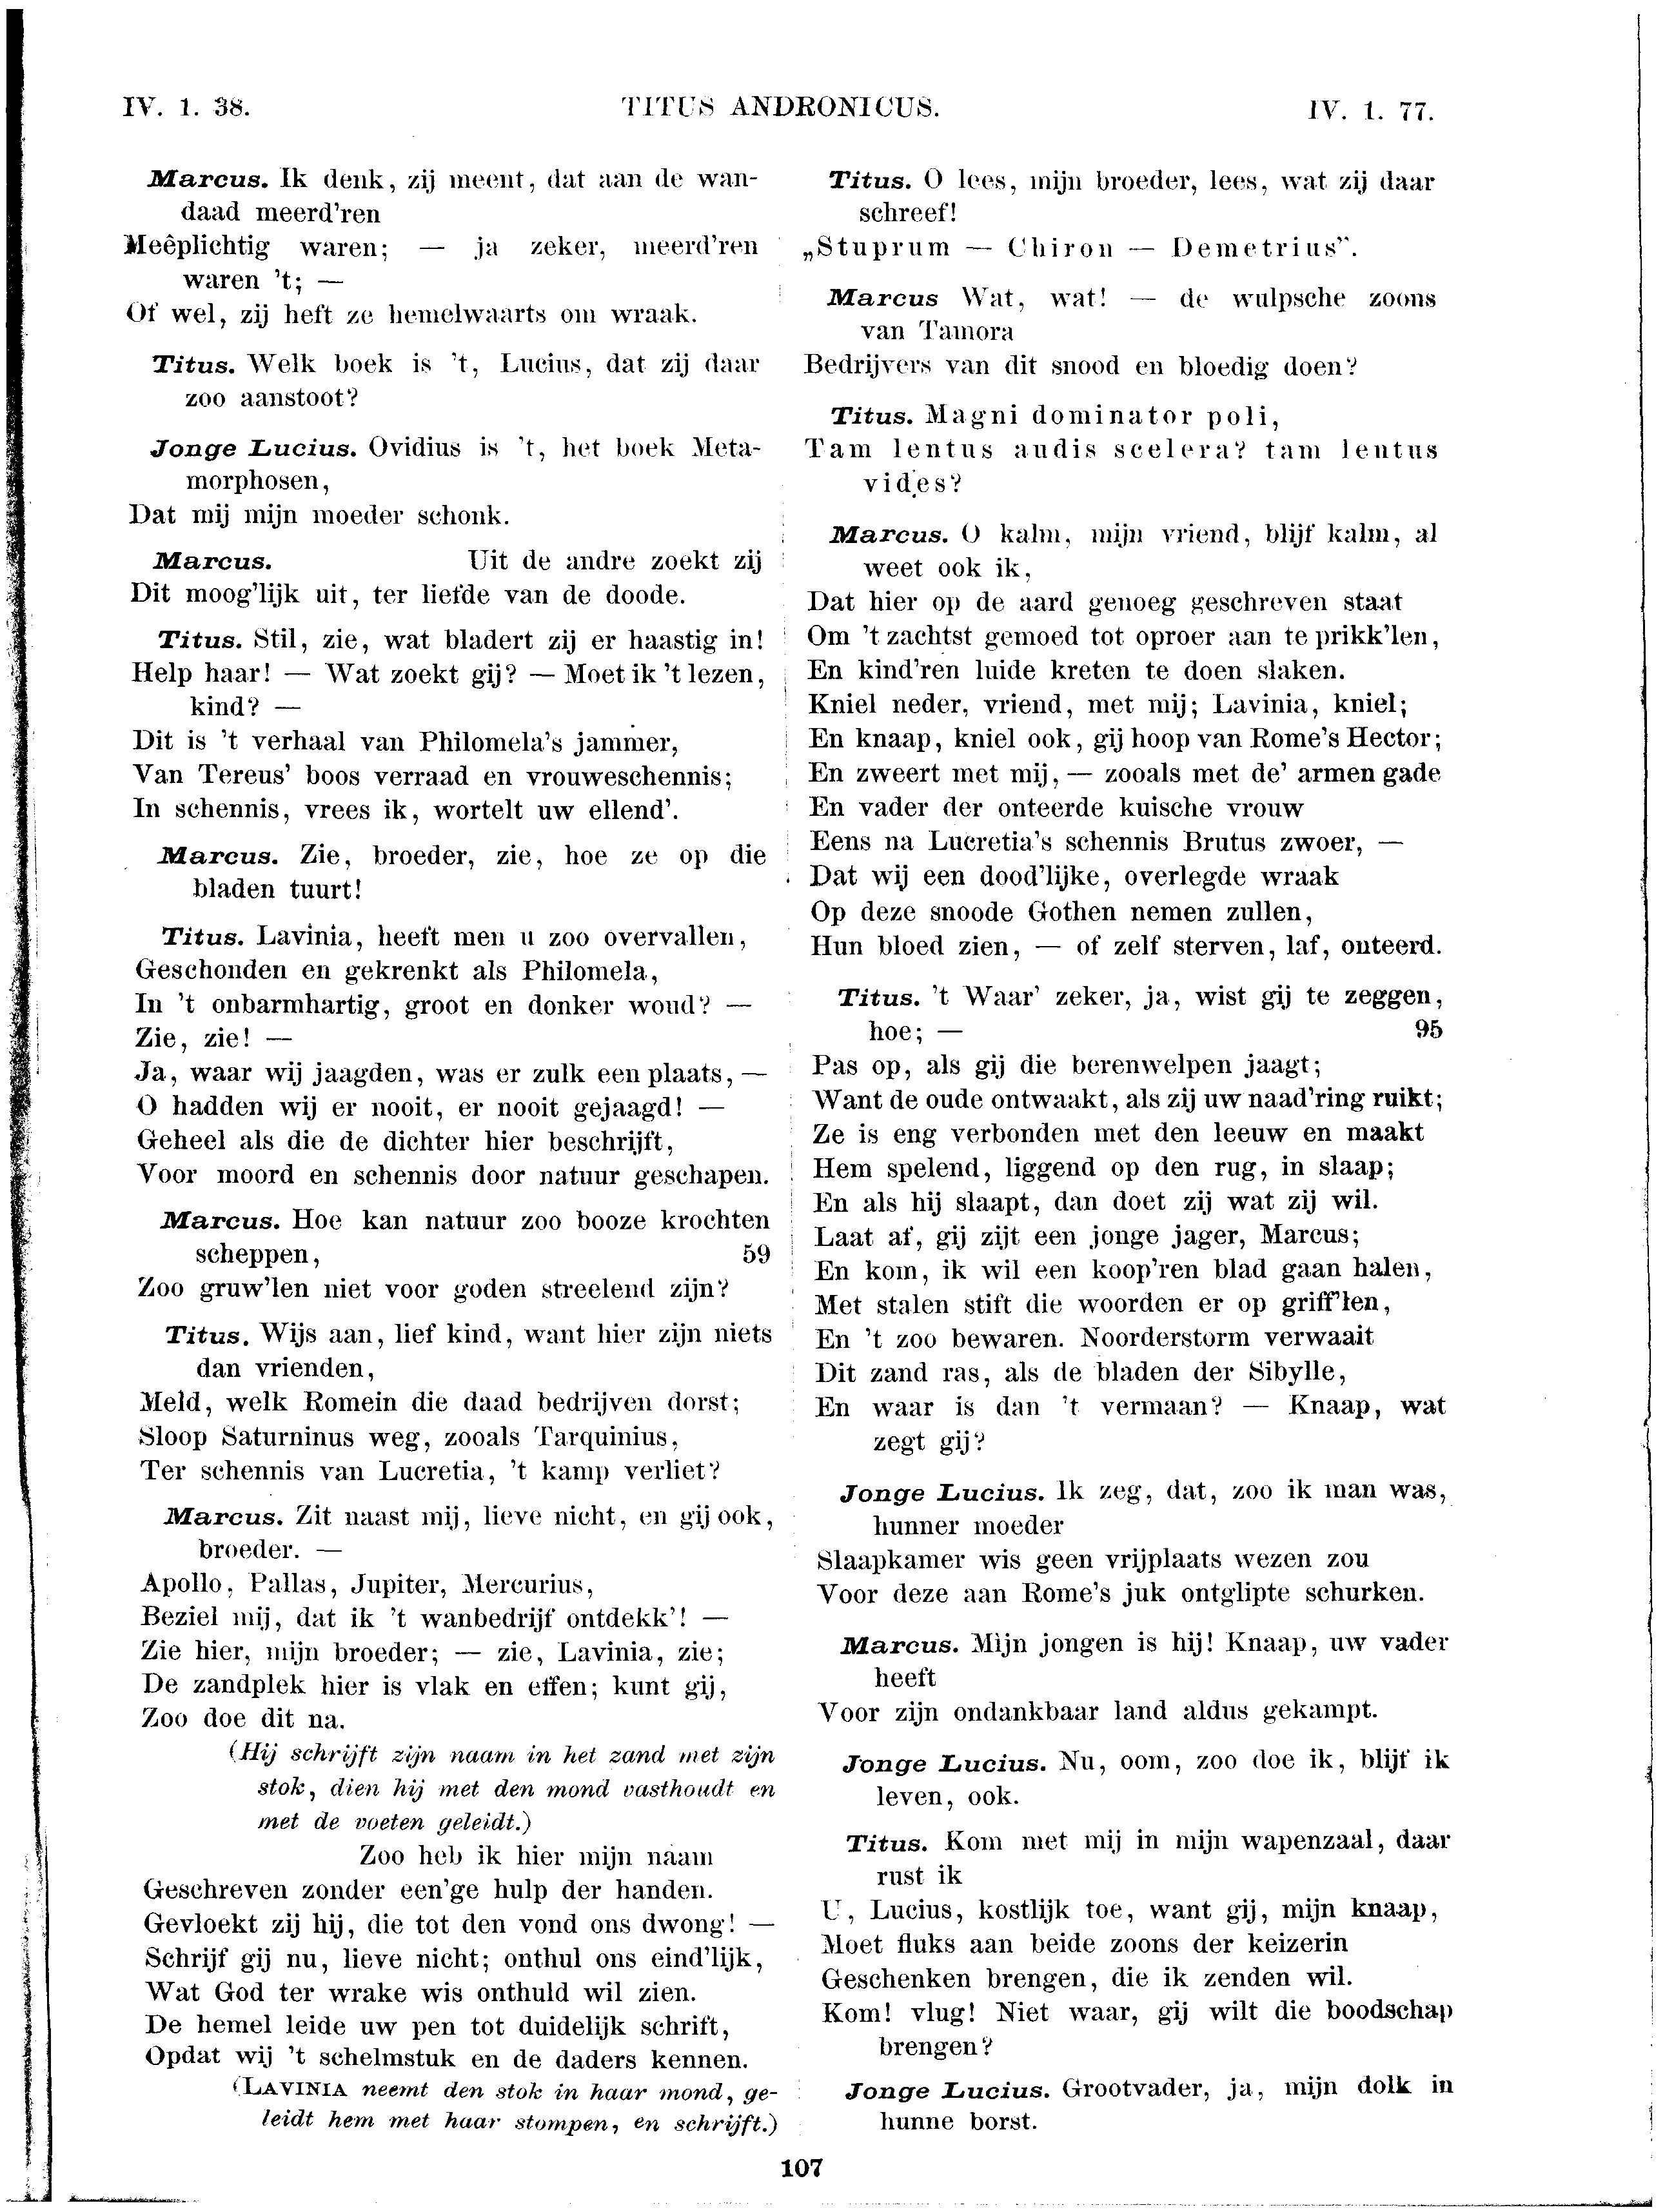 IV. 1. 38.
TITUS ANDRONICUS.
IV. 1. 77.
Marcus. Ik denk, zij meent, dat aan de wan-
daad meerd'ren
Meêplichtig waren; — ja zeker, meerd'ren
waren 't; —
Of wel, zij heft ze hemelwaarts om wraak.
Titus. Welk boek is 't, Lucius, dat zij daar
zoo aanstoot?
Jonge Lucius. Ovidius is 't, het boek Meta-
morphosen,
Dat mij mijn moeder schonk.
Marcus. Uit de andre zoekt zij
Dit moog'lijk uit, ter liefde van de doode.
Titus. Stil, zie, wat bladert zij er haastig in!
Help haar! — Wat zoekt gij? — Moet ik 't lezen,
kind? —
Dit is 't verhaal van Philomela's jammer,
Van Tereus' boos verraad en vrouweschennis;
In schennis, vrees ik, wortelt uw ellend'.
Marcus. Zie, broeder, zie, hoe ze op die
bladen tuurt!
Titus. Lavinia, heeft men u zoo overvallen,
Geschonden en gekrenkt als Philomela,
In 't onbarmhartig, groot en donker woud? —
Zie, zie! —
Ja, waar wij jaagden, was er zulk een plaats, —
O hadden wij er nooit, er nooit gejaagd! —
Geheel als die de dichter hier beschrijft,
Voor moord en schennis door natuur geschapen.
Marcus. Hoe kan natuur zoo booze krochten
scheppen, 59
Zoo gruw'len niet voor goden streelend zijn?
Titus. Wijs aan, lief kind, want hier zijn niets
dan vrienden,
Meld, welk Romein die daad bedrijven dorst;
Sloop Saturninus weg, zooals Tarquinius,
Ter schennis van Lucretia, 't kamp verliet?
Marcus. Zit naast mij, lieve nicht, en gij ook,
broeder. —
Apollo, Pallas, Jupiter, Mercurius,
Beziel mij, dat ik 't wanbedrijf ontdekk'! —
Zie hier, mijn broeder; — zie, Lavinia, zie;
De zandplek hier is vlak en effen; kunt gij,
Zoo doe dit na.
(Hij schrijft zijn naam in het zand met zijn
stok, dien hij met den mond vasthoudt en
met de voeten geleidt.)
Zoo heb ik hier mijn naam
Geschreven zonder een'ge hulp der handen.
Gevloekt zij hij, die tot den vond ons dwong! —
Schrijf gij nu, lieve nicht; onthul ons eind'lijk,
Wat God ter wrake wis onthuld wil zien.
De hemel leide uw pen tot duidelijk schrift,
Opdat wij 't schelmstuk en de daders kennen.
(LAVINIA neemt den stok in haar mond, ge-
leidt hem met haar stompen, en schrijft.)
Titus. O lees, mijn broeder, lees, wat zij daar
schreef!
„Stuprum — Chiron — Demetrius".
Marcus Wat, wat! — de wulpsche zoons
van Tamora
Bedrijvers van dit snood en bloedig doen?
Titus. Magni dominator poli,
Tam lentus audis scelera? tam lentus
vides?
Marcus. O kalm, mijn vriend, blijf kalm, al
weet ook ik,
Dat hier op de aard genoeg geschreven staat
Om 't zachtst gemoed tot oproer aan te prikk'len,
En kind'ren luide kreten te doen slaken.
Kniel neder, vriend, met mij; Lavinia, kniel;
En knaap, kniel ook, gij hoop van Rome's Hector;
En zweert met mij, — zooals met de' armen gade
En vader der onteerde kuische vrouw
Eens na Lucretia's schennis Brutus zwoer, —
Dat wij een dood'lijke, overlegde wraak
Op deze snoode Gothen nemen zullen,
Hun bloed zien, — of zelf sterven, laf, onteerd.
Titus. 't Waar' zeker, ja, wist gij te zeggen,
hoe; — 95
Pas op, als gij die berenwelpen jaagt;
Want de oude ontwaakt, als zij uw naad'ring ruikt;
Ze is eng verbonden met den leeuw en maakt
Hem spelend, liggend op den rug, in slaap;
En als hij slaapt, dan doet zij wat zij wil.
Laat af, gij zijt een jonge jager, Marcus;
En kom, ik wil een koop'ren blad gaan halen,
Met stalen stift die woorden er op griff'len,
En 't zoo bewaren. Noorderstorm verwaait
Dit zand ras, als de bladen der Sibylle,
En waar is dan 't vermaan? — Knaap, wat
zegt gij?
Jonge Lucius. Ik zeg, dat, zoo ik man was,
hunner moeder
Slaapkamer wis geen vrijplaats wezen zou
Voor deze aan Rome's juk ontglipte schurken.
Marcus. Mijn jongen is hij! Knaap, uw vader
heeft
Voor zijn ondankbaar land aldus gekampt.
Jonge Lucius. Nu, oom, zoo doe ik, blijf ik
leven, ook.
Titus. Kom met mij in mijn wapenzaal, daar
rust ik
U, Lucius, kostlijk toe, want gij, mijn knaap,
Moet fluks aan beide zoons der keizerin
Geschenken brengen, die ik zenden wil.
Kom! vlug! Niet waar, gij wilt die boodschap
brengen?
Jonge Lucius. Grootvader, ja, mijn dolk in
hunne borst.
107